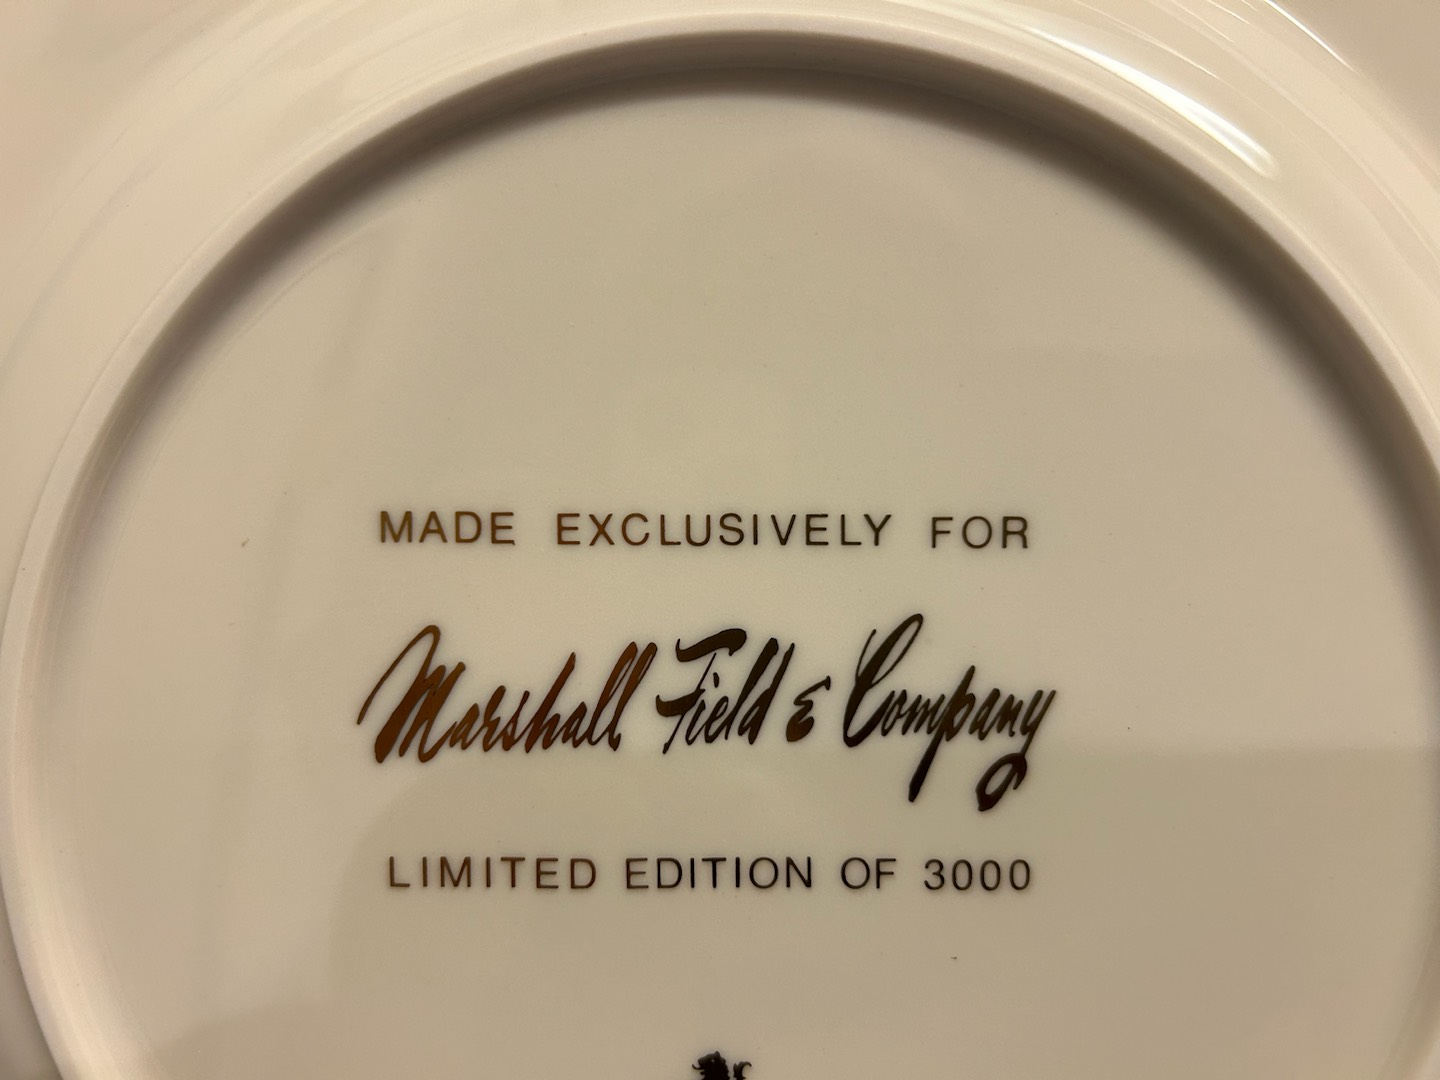 MADE EXCLUSIVELY FOR
Marshall Field & Company
LIMITED EDITION OF 3000